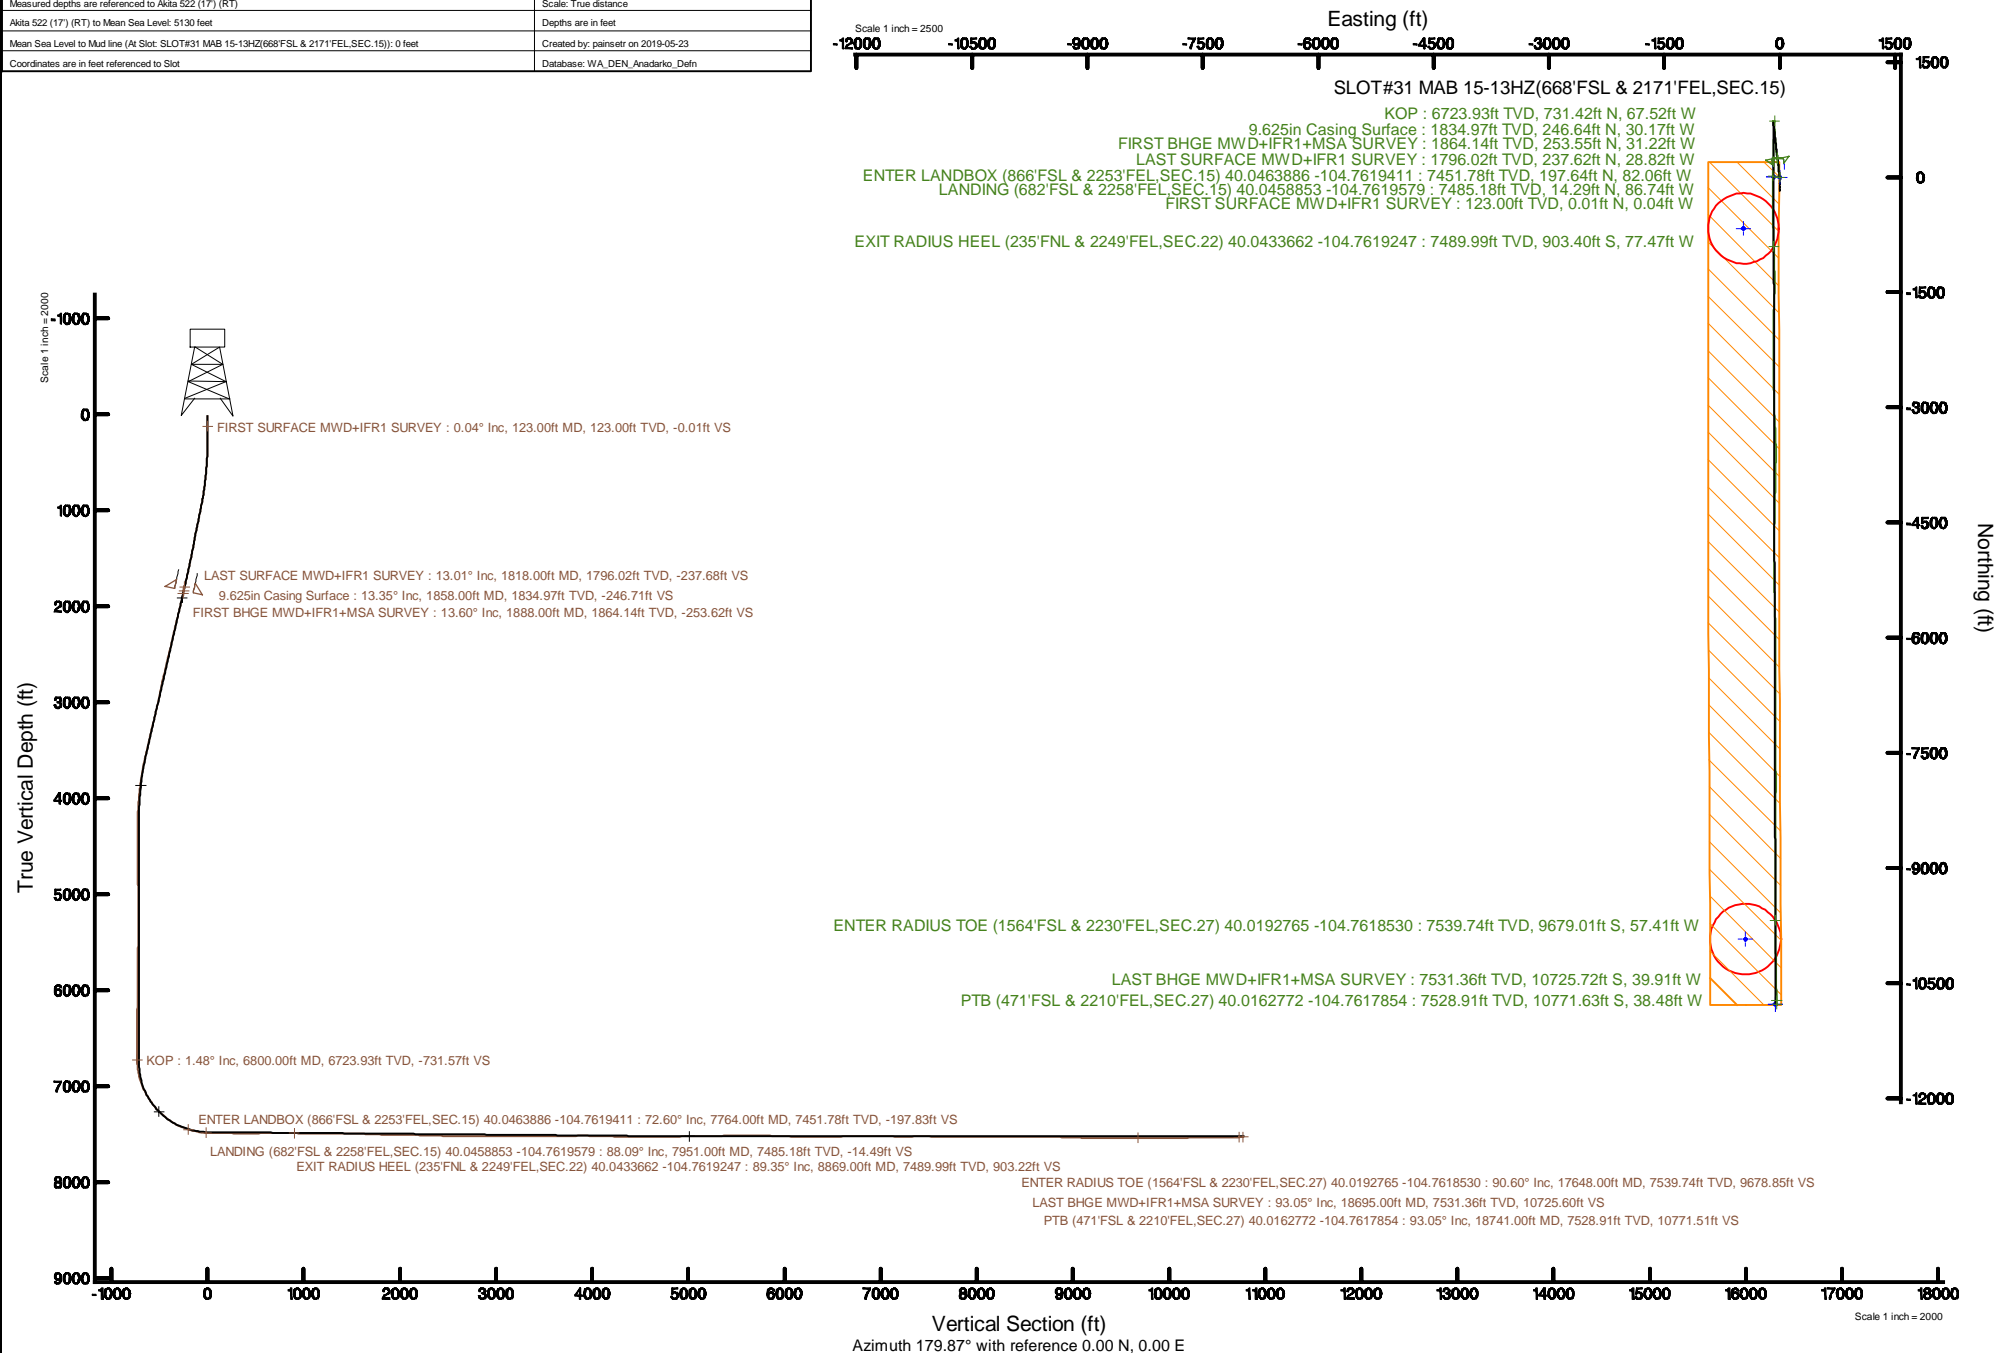 Measured depths are referenced to Akita 522 (17') (RT)
Scale: True distance
Akita 522 (17') (RT) to Mean Sea Level: 5130 feet
Depths are in feet
Mean Sea Level to Mud line (At Slot: SLOT#31 MAB 15-13HZ(668'FSL & 2171'FEL,SEC.15)): 0 feet
Created by: painsetr on 2019-05-23
Coordinates are in feet referenced to Slot
Database: WA_DEN_Anadarko_Defn
Easting (ft)
Scale 1 inch = 2500
-12000 -10500 -9000 -7500 -6000 -4500 -3000 -1500 0 1500
SLOT#31 MAB 15-13HZ(668'FSL & 2171'FEL,SEC.15)
KOP : 6723.93ft TVD, 731.42ft N, 67.52ft W
9.625in Casing Surface : 1834.97ft TVD, 246.64ft N, 30.17ft W
FIRST BHGE MWD+IFR1+MSA SURVEY : 1864.14ft TVD, 253.55ft N, 31.22ft W
LAST SURFACE MWD+IFR1 SURVEY : 1796.02ft TVD, 237.62ft N, 28.82ft W
ENTER LANDBOX (866'FSL & 2253'FEL,SEC.15) 40.0463886 -104.7619411 : 7451.78ft TVD, 197.64ft N, 82.06ft W
LANDING (682'FSL & 2258'FEL,SEC.15) 40.0458853 -104.7619579 : 7485.18ft TVD, 14.29ft N, 86.74ft W
FIRST SURFACE MWD+IFR1 SURVEY : 123.00ft TVD, 0.01ft N, 0.04ft W
EXIT RADIUS HEEL (235'FNL & 2249'FEL,SEC.22) 40.0433662 -104.7619247 : 7489.99ft TVD, 903.40ft S, 77.47ft W
ENTER RADIUS TOE (1564'FSL & 2230'FEL,SEC.27) 40.0192765 -104.7618530 : 7539.74ft TVD, 9679.01ft S, 57.41ft W
LAST BHGE MWD+IFR1+MSA SURVEY : 7531.36ft TVD, 10725.72ft S, 39.91ft W
PTB (471'FSL & 2210'FEL,SEC.27) 40.0162772 -104.7617854 : 7528.91ft TVD, 10771.63ft S, 38.48ft W
1500
0
-1500
-3000
-4500
-6000
-7500
-9000
-10500
-12000
Northing (ft)
Scale 1 inch = 2000
True Vertical Depth (ft)
-1000
0
1000
2000
3000
4000
5000
6000
7000
8000
9000
FIRST SURFACE MWD+IFR1 SURVEY : 0.04° Inc, 123.00ft MD, 123.00ft TVD, -0.01ft VS
LAST SURFACE MWD+IFR1 SURVEY : 13.01° Inc, 1818.00ft MD, 1796.02ft TVD, -237.68ft VS
9.625in Casing Surface : 13.35° Inc, 1858.00ft MD, 1834.97ft TVD, -246.71ft VS
FIRST BHGE MWD+IFR1+MSA SURVEY : 13.60° Inc, 1888.00ft MD, 1864.14ft TVD, -253.62ft VS
KOP : 1.48° Inc, 6800.00ft MD, 6723.93ft TVD, -731.57ft VS
ENTER LANDBOX (866'FSL & 2253'FEL,SEC.15) 40.0463886 -104.7619411 : 72.60° Inc, 7764.00ft MD, 7451.78ft TVD, -197.83ft VS
LANDING (682'FSL & 2258'FEL,SEC.15) 40.0458853 -104.7619579 : 88.09° Inc, 7951.00ft MD, 7485.18ft TVD, -14.49ft VS
EXIT RADIUS HEEL (235'FNL & 2249'FEL,SEC.22) 40.0433662 -104.7619247 : 89.35° Inc, 8869.00ft MD, 7489.99ft TVD, 903.22ft VS
ENTER RADIUS TOE (1564'FSL & 2230'FEL,SEC.27) 40.0192765 -104.7618530 : 90.60° Inc, 17648.00ft MD, 7539.74ft TVD, 9678.85ft VS
LAST BHGE MWD+IFR1+MSA SURVEY : 93.05° Inc, 18695.00ft MD, 7531.36ft TVD, 10725.60ft VS
PTB (471'FSL & 2210'FEL,SEC.27) 40.0162772 -104.7617854 : 93.05° Inc, 18741.00ft MD, 7528.91ft TVD, 10771.51ft VS
-1000 0 1000 2000 3000 4000 5000 6000 7000 8000 9000 10000 11000 12000 13000 14000 15000 16000 17000 18000
Vertical Section (ft)
Scale 1 inch = 2000
Azimuth 179.87° with reference 0.00 N, 0.00 E